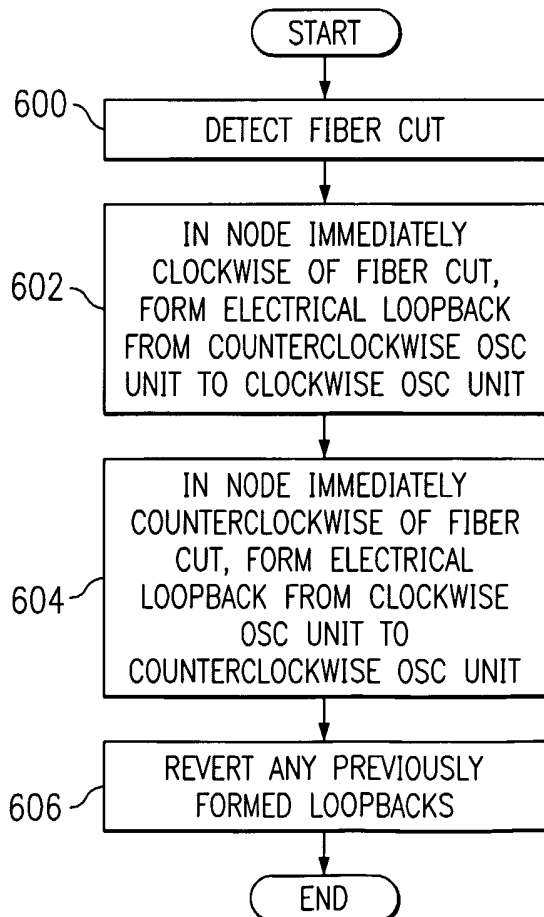 START
600
DETECT FIBER CUT
602
IN NODE IMMEDIATELY
CLOCKWISE OF FIBER CUT,
FORM ELECTRICAL LOOPBACK
FROM COUNTERCLOCKWISE OSC
UNIT TO CLOCKWISE OSC UNIT
604
IN NODE IMMEDIATELY
COUNTERCLOCKWISE OF FIBER
CUT, FORM ELECTRICAL
LOOPBACK FROM CLOCKWISE
OSC UNIT TO
COUNTERCLOCKWISE OSC UNIT
606
REVERT ANY PREVIOUSLY
FORMED LOOPBACKS
END